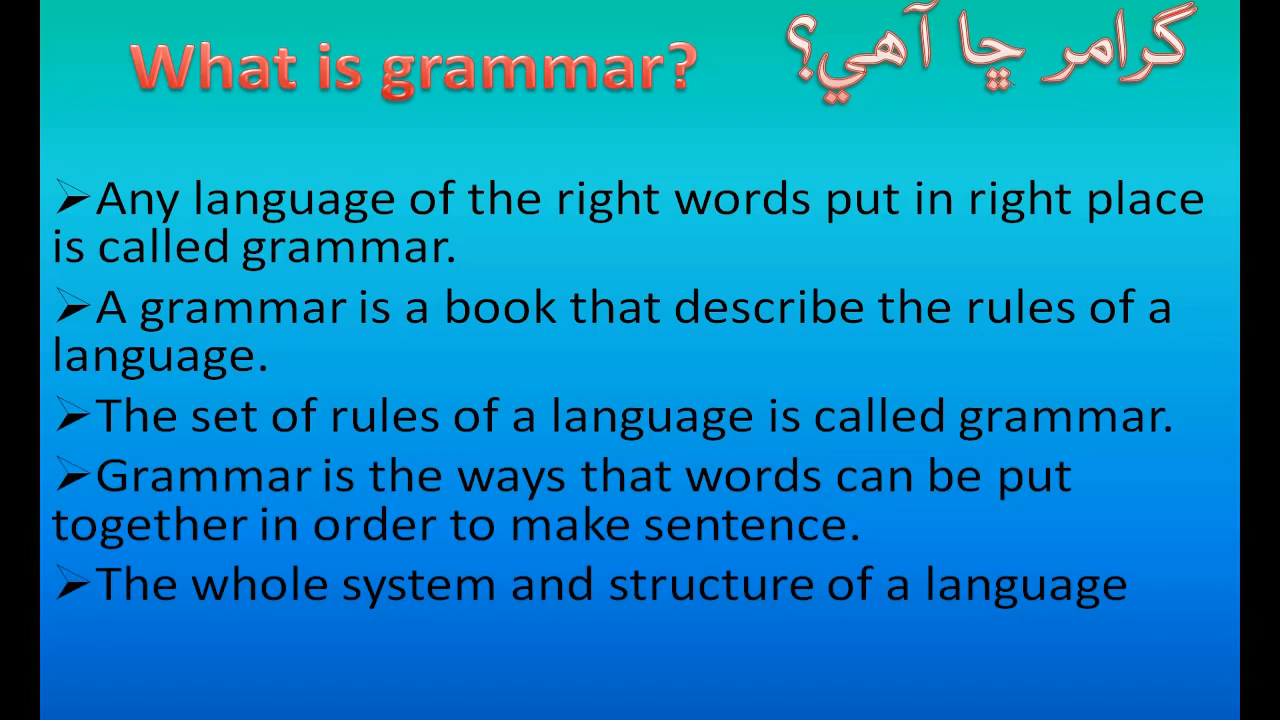 What is grammar?
گرامر ڇا آهي؟
➢Any language of the right words put in right place
is called grammar.
➢A grammar is a book that describe the rules of a
language.
➢The set of rules of a language is called grammar.
➢Grammar is the ways that words can be put
together in order to make sentence.
➢The whole system and structure of a language